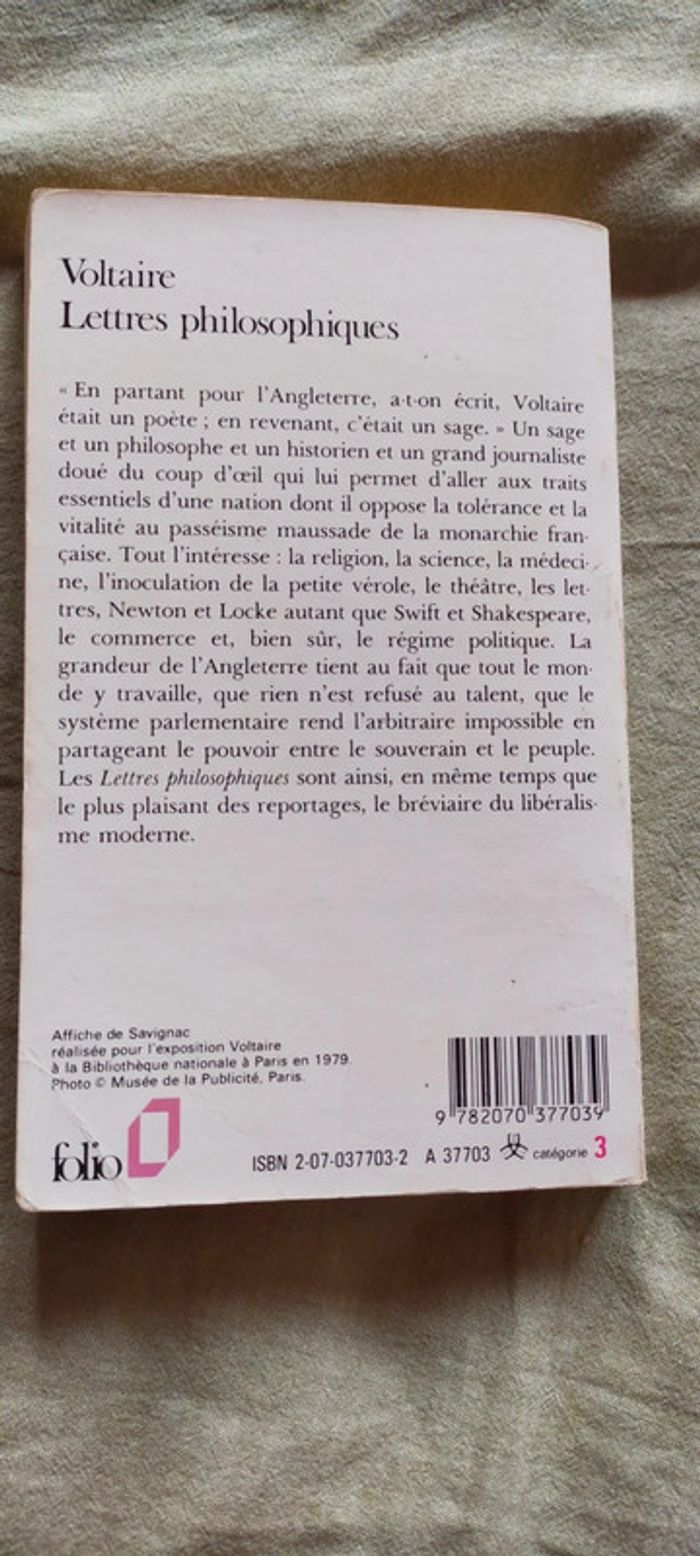 Voltaire
Lettres philosophiques
« En partant pour l'Angleterre, a-t-on écrit, Voltaire
était un poète ; en revenant, c'était un sage. » Un sage
et un philosophe et un historien et un grand journaliste
doué du coup d'œil qui lui permet d'aller aux traits
essentiels d'une nation dont il oppose la tolérance et la
vitalité au passéisme maussade de la monarchie fran-
çaise. Tout l'intéresse : la religion, la science, la médeci-
ne, l'inoculation de la petite vérole, le théâtre, les let-
tres, Newton et Locke autant que Swift et Shakespeare,
le commerce et, bien sûr, le régime politique. La
grandeur de l'Angleterre tient au fait que tout le mon-
de y travaille, que rien n'est refusé au talent, que le
système parlementaire rend l'arbitraire impossible en
partageant le pouvoir entre le souverain et le peuple.
Les Lettres philosophiques sont ainsi, en même temps que
le plus plaisant des reportages, le bréviaire du libéralis-
me moderne.
Affiche de Savignac
réalisée pour l'exposition Voltaire
à la Bibliothèque nationale à Paris en 1979.
Photo © Musée de la Publicité, Paris.
9 782070 377039
folio
ISBN 2-07-037703-2 A 37703 catégorie 3